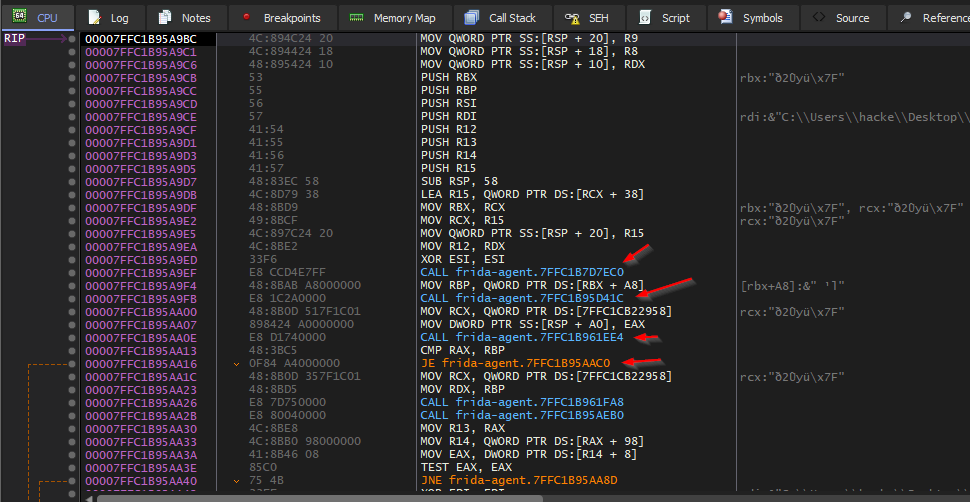 CPU Log Notes Breakpoints Memory Map Call Stack SEH Script Symbols Source Reference
RIP 00007FFC1B95A9BC 4C:894C24 20 MOV QWORD PTR SS:[RSP + 20], R9
00007FFC1B95A9C1 4C:894424 18 MOV QWORD PTR SS:[RSP + 18], R8
00007FFC1B95A9C6 48:895424 10 MOV QWORD PTR SS:[RSP + 10], RDX
00007FFC1B95A9CB 53 PUSH RBX rbx:"ð20yü\x7F"
00007FFC1B95A9CC 55 PUSH RBP
00007FFC1B95A9CD 56 PUSH RSI
00007FFC1B95A9CE 57 PUSH RDI rdi:&"C:\\Users\\hacke\\Desktop\\
00007FFC1B95A9CF 41:54 PUSH R12
00007FFC1B95A9D1 41:55 PUSH R13
00007FFC1B95A9D3 41:56 PUSH R14
00007FFC1B95A9D5 41:57 PUSH R15
00007FFC1B95A9D7 48:83EC 58 SUB RSP, 58
00007FFC1B95A9DB 4C:8D79 38 LEA R15, QWORD PTR DS:[RCX + 38]
00007FFC1B95A9DF 48:8BD9 MOV RBX, RCX rbx:"ð20yü\x7F", rcx:"ð20yü\x7F"
00007FFC1B95A9E2 49:8BCF MOV RCX, R15 rcx:"ð20yü\x7F"
00007FFC1B95A9E5 4C:897C24 20 MOV QWORD PTR SS:[RSP + 20], R15
00007FFC1B95A9EA 4C:8BE2 MOV R12, RDX
00007FFC1B95A9ED 33F6 XOR ESI, ESI
00007FFC1B95A9EF E8 CCD4E7FF CALL frida-agent.7FFC1B7D7EC0
00007FFC1B95A9F4 48:8BAB A8000000 MOV RBP, QWORD PTR DS:[RBX + A8]
00007FFC1B95A9FB E8 1C2A0000 CALL frida-agent.7FFC1B95D41C
00007FFC1B95AA00 48:8B0D 517F1C01 MOV RCX, QWORD PTR DS:[7FFC1CB22958] rcx:"ð20yü\x7F"
00007FFC1B95AA07 898424 A0000000 MOV DWORD PTR SS:[RSP + A0], EAX
00007FFC1B95AA0E E8 D1740000 CALL frida-agent.7FFC1B961EE4
00007FFC1B95AA13 48:3BC5 CMP RAX, RBP
00007FFC1B95AA16 0F84 A4000000 JE frida-agent.7FFC1B95AAC0
00007FFC1B95AA1C 48:8B0D 357F1C01 MOV RCX, QWORD PTR DS:[7FFC1CB22958] rcx:"ð20yü\x7F"
00007FFC1B95AA23 48:8BD5 MOV RDX, RBP
00007FFC1B95AA26 E8 7D750000 CALL frida-agent.7FFC1B961FA8
00007FFC1B95AA2B E8 80040000 CALL frida-agent.7FFC1B95AEB0
00007FFC1B95AA30 4C:8BE8 MOV R13, RAX
00007FFC1B95AA33 4C:8BB0 98000000 MOV R14, QWORD PTR DS:[RAX + 98]
00007FFC1B95AA3A 41:8B46 08 MOV EAX, DWORD PTR DS:[R14 + 8]
00007FFC1B95AA3E 85C0 TEST EAX, EAX
00007FFC1B95AA40 75 4B JNE frida-agent.7FFC1B95AA8D